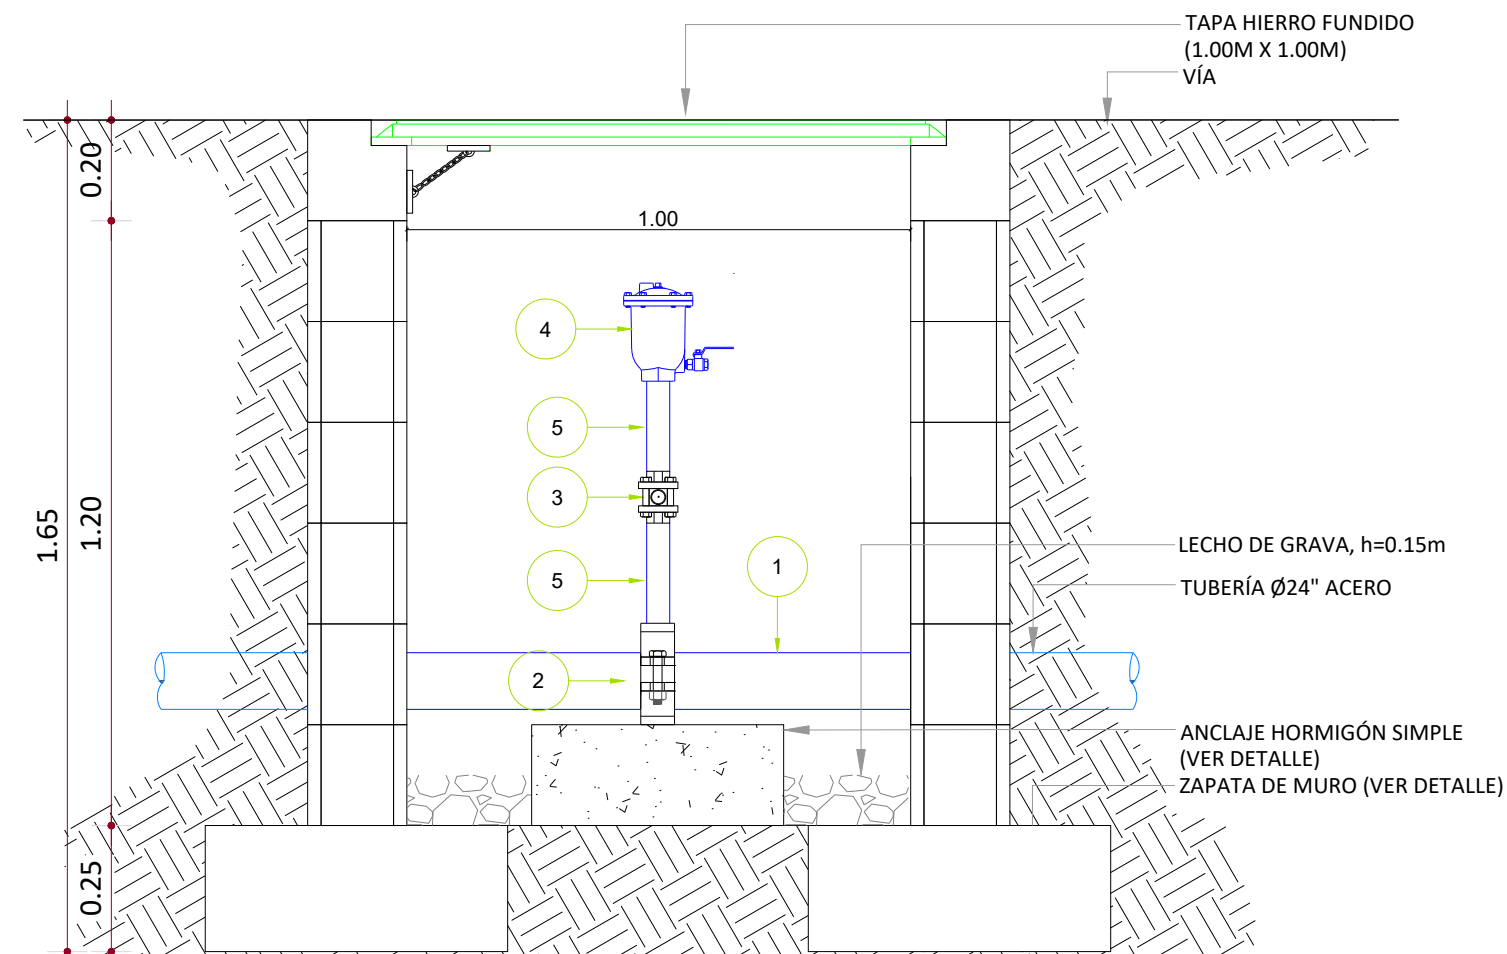 TAPA HIERRO FUNDIDO
(1.00M X 1.00M)
VÍA
0.20
1.00
4
5
3
1.20
1.65
LECHO DE GRAVA, h=0.15m
1
5
TUBERÍA Ø24" ACERO
2
ANCLAJE HORMIGÓN SIMPLE
(VER DETALLE)
ZAPATA DE MURO (VER DETALLE)
0.25